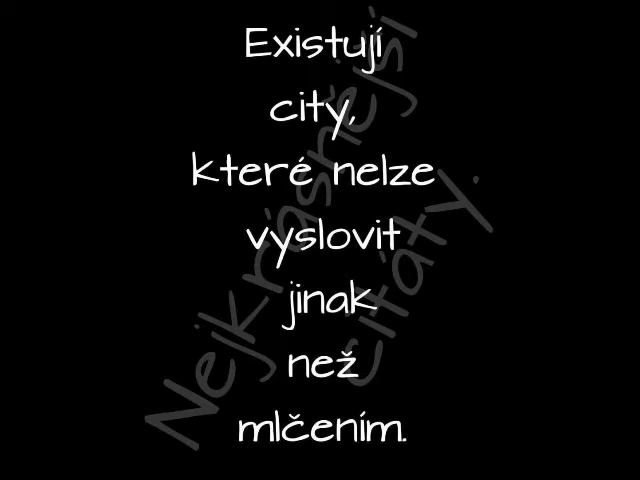 Existují
city,
které nelze
vyslovit
jinak
než
mlčením.
Nejkrásnější
citáty.